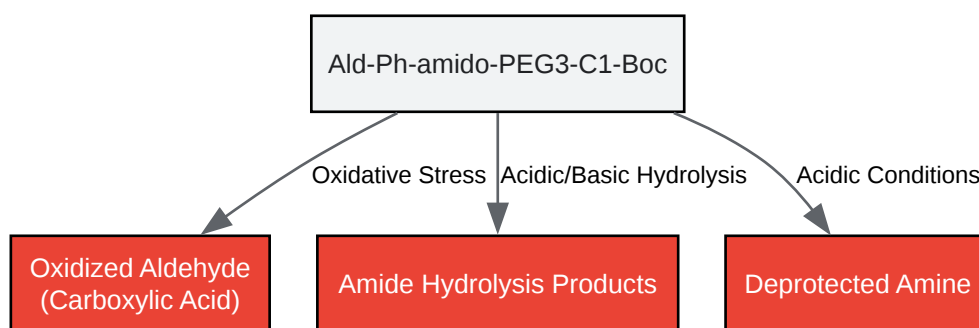 Ald-Ph-amido-PEG3-C1-Boc
Oxidative Stress
Acidic/Basic Hydrolysis
Acidic Conditions
Oxidized Aldehyde
(Carboxylic Acid)
Amide Hydrolysis Products
Deprotected Amine